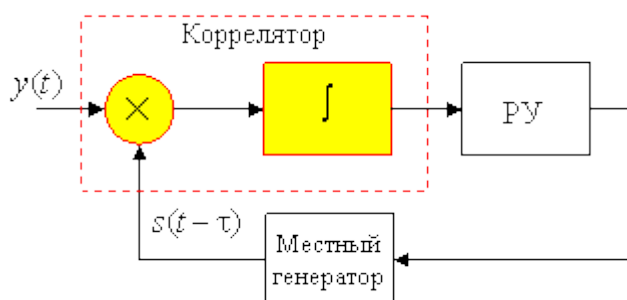 Коррелятор
y(t)
×
∫
РУ
s(t − τ)
Местный
генератор